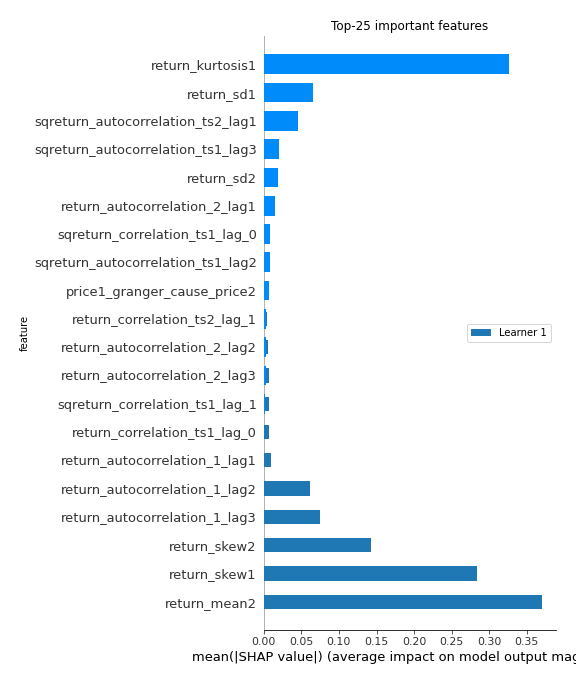 Top-25 important features
return_kurtosis1
return_sd1
sqreturn_autocorrelation_ts2_lag1
sqreturn_autocorrelation_ts1_lag3
return_sd2
return_autocorrelation_2_lag1
sqreturn_correlation_ts1_lag_0
sqreturn_autocorrelation_ts1_lag2
price1_granger_cause_price2
return_correlation_ts2_lag_1
return_autocorrelation_2_lag2
return_autocorrelation_2_lag3
sqreturn_correlation_ts1_lag_1
return_correlation_ts1_lag_0
return_autocorrelation_1_lag1
return_autocorrelation_1_lag2
return_autocorrelation_1_lag3
return_skew2
return_skew1
return_mean2
feature
Learner 1
0.00 0.05 0.10 0.15 0.20 0.25 0.30 0.35
mean(|SHAP value|) (average impact on model output mag